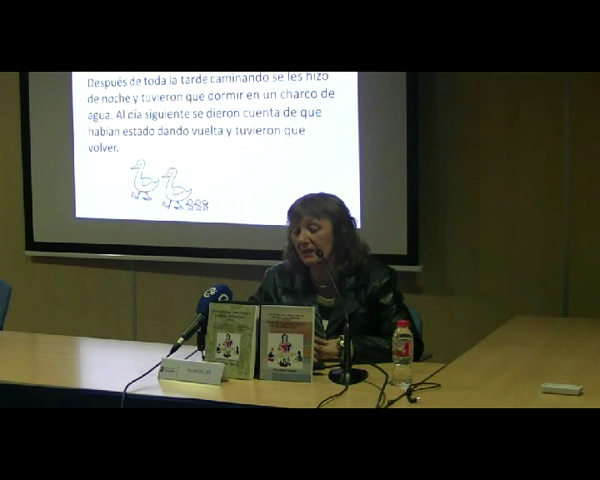 Después de toda la tarde caminando se les hizo
de noche y tuvieron que dormir en un charco de
agua. Al día siguiente se dieron cuenta de que
habían estado dando vuelta y tuvieron que
volver.